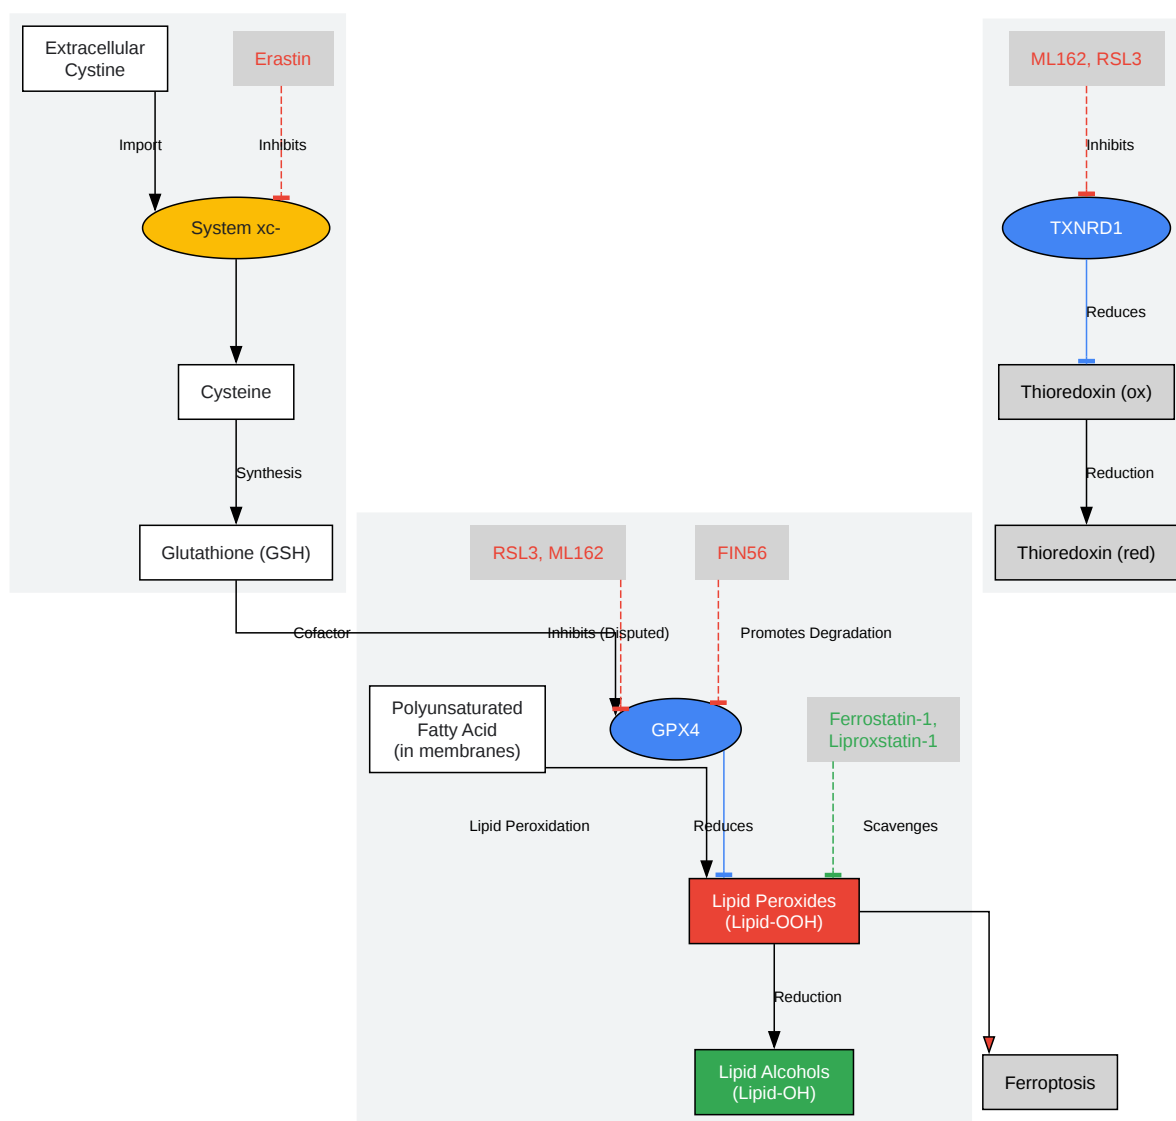 Extracellular
Cystine
Erastin
ML162, RSL3
Import
Inhibits
Inhibits
System xc-
TXNRD1
Reduces
Cysteine
Thioredoxin (ox)
Synthesis
Reduction
Glutathione (GSH)
RSL3, ML162
FIN56
Thioredoxin (red)
Cofactor
Inhibits (Disputed)
Promotes Degradation
Polyunsaturated
Fatty Acid
(in membranes)
GPX4
Ferrostatin-1,
Liproxstatin-1
Lipid Peroxidation
Reduces
Scavenges
Lipid Peroxides
(Lipid-OOH)
Reduction
Lipid Alcohols
(Lipid-OH)
Ferroptosis